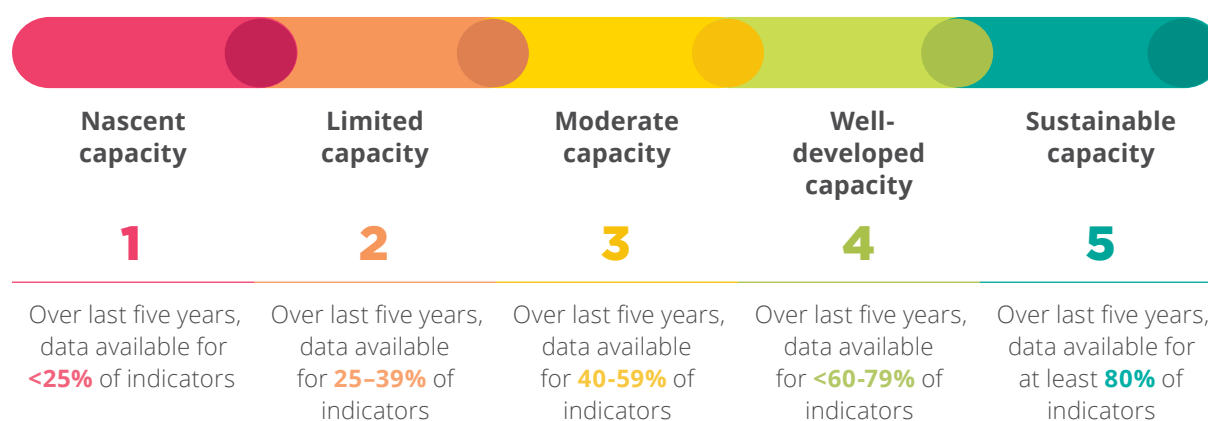 Nascent
capacity
Limited
capacity
Moderate
capacity
Well-
developed
capacity
Sustainable
capacity
1
2
3
4
5
Over last five years,
data available for
<25% of indicators
Over last five years,
data available
for 25–39% of
indicators
Over last five years,
data available
for 40-59% of
indicators
Over last five years,
data available
for <60-79% of
indicators
Over last five years,
data available for
at least 80% of
indicators